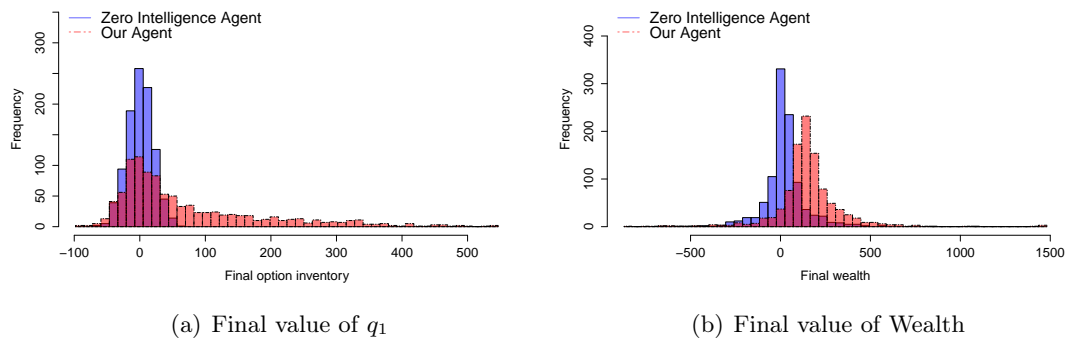 Zero Intelligence Agent
Our Agent
Frequency
0
50
100
200
300
−100
0
100
200
300
400
500
Final option inventory
(a) Final value of q1
Zero Intelligence Agent
Our Agent
Frequency
0
100
200
300
400
−500
0
500
1000
1500
Final wealth
(b) Final value of Wealth